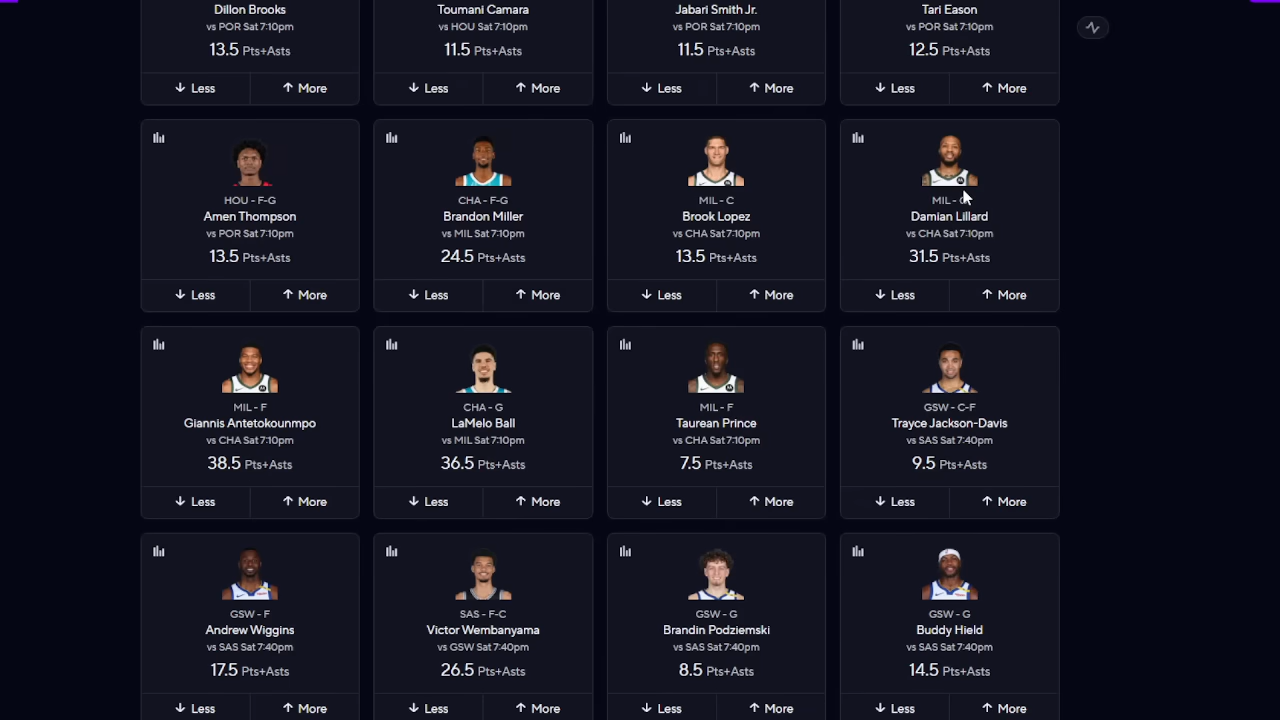 Dillon Brooks
vs POR Sat 7:10pm
13.5 Pts+Asts
Less More
Toumani Camara
vs HOU Sat 7:10pm
11.5 Pts+Asts
Less More
Jabari Smith Jr.
vs POR Sat 7:10pm
11.5 Pts+Asts
Less More
Tari Eason
vs POR Sat 7:10pm
12.5 Pts+Asts
Less More
HOU - F-G
Amen Thompson
vs POR Sat 7:10pm
13.5 Pts+Asts
Less More
CHA - F-G
Brandon Miller
vs MIL Sat 7:10pm
24.5 Pts+Asts
Less More
MIL - C
Brook Lopez
vs CHA Sat 7:10pm
13.5 Pts+Asts
Less More
MIL -
Damian Lillard
vs CHA Sat 7:10pm
31.5 Pts+Asts
Less More
MIL - F
Giannis Antetokounmpo
vs CHA Sat 7:10pm
38.5 Pts+Asts
Less More
CHA - G
LaMelo Ball
vs MIL Sat 7:10pm
36.5 Pts+Asts
Less More
MIL - F
Taurean Prince
vs CHA Sat 7:10pm
7.5 Pts+Asts
Less More
GSW - C-F
Trayce Jackson-Davis
vs SAS Sat 7:40pm
9.5 Pts+Asts
Less More
GSW - F
Andrew Wiggins
vs SAS Sat 7:40pm
17.5 Pts+Asts
Less More
SAS - F-C
Victor Wembanyama
vs GSW Sat 7:40pm
26.5 Pts+Asts
Less More
GSW - G
Brandin Podziemski
vs SAS Sat 7:40pm
8.5 Pts+Asts
Less More
GSW - G
Buddy Hield
vs SAS Sat 7:40pm
14.5 Pts+Asts
Less More